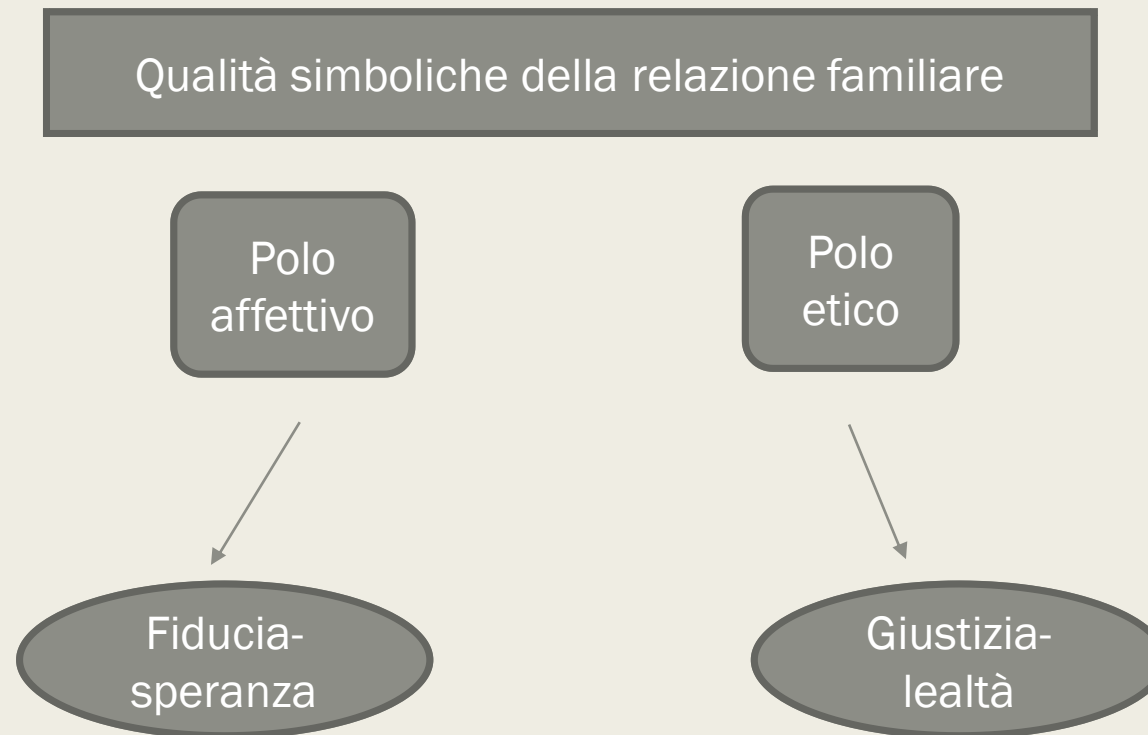 Qualità simboliche della relazione familiare
Polo
affettivo
Polo
etico
Fiducia-
speranza
Giustizia-
lealtà